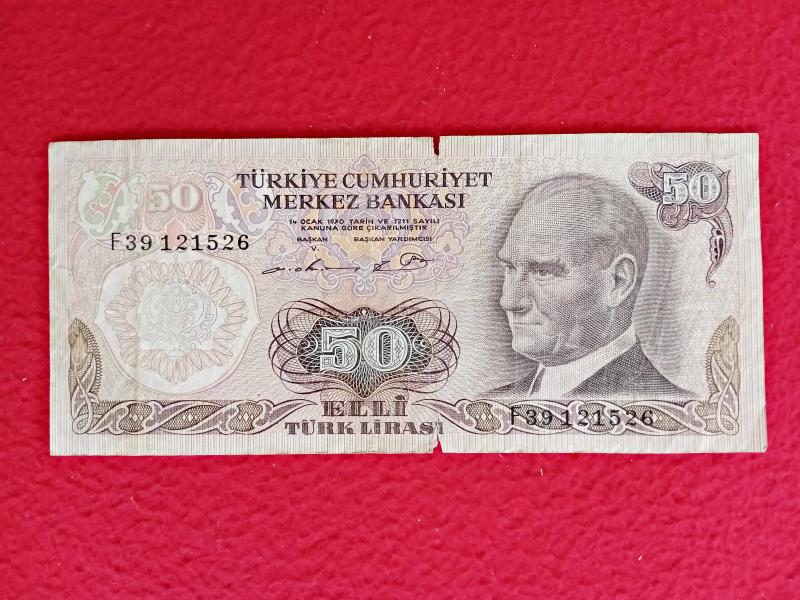 50
50
TÜRKİYE CUMHURİYET
MERKEZ BANKASI
14 OCAK 1970 TARİH VE 1211 SAYILI
KANUNA GÖRE ÇIKARILMIŞTIR
BAŞKAN BAŞKAN YARDIMCISI
V.
F39 121526
50
ELLİ
TÜRK LİRASI
F39 121526